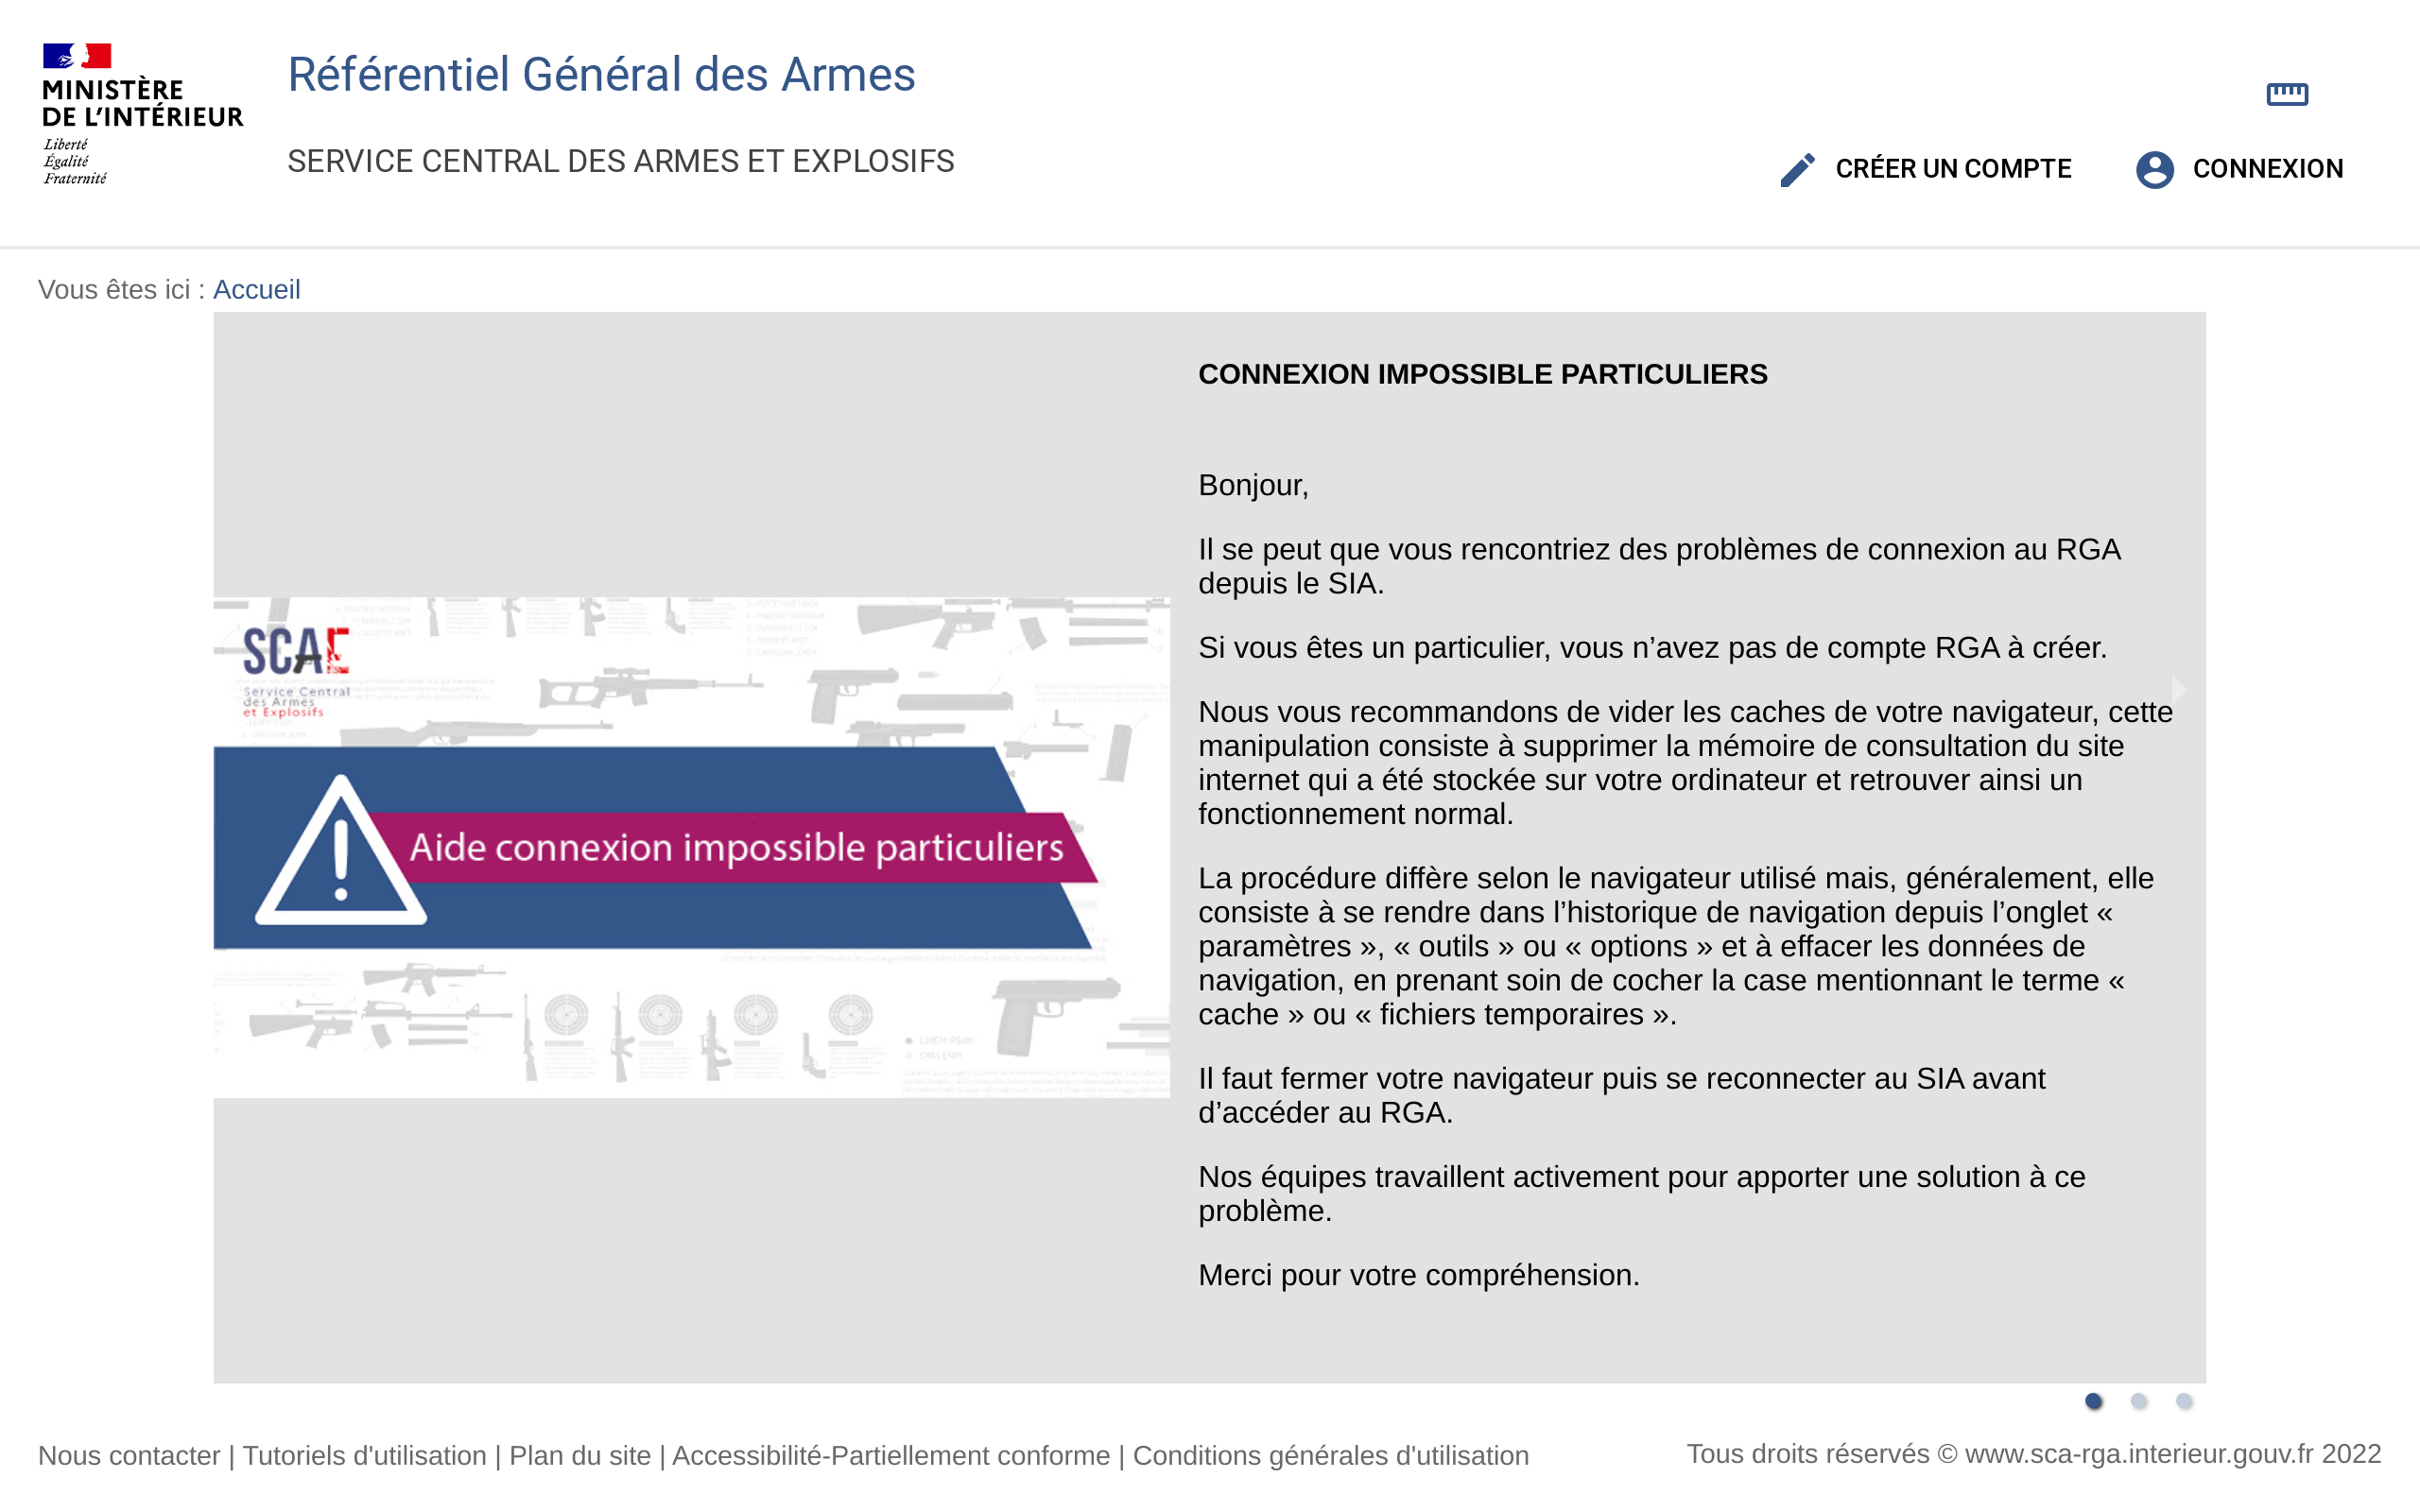 MINISTÈRE
DE L’INTÉRIEUR
Liberté
Égalité
Fraternité
Référentiel Général des Armes
SERVICE CENTRAL DES ARMES ET EXPLOSIFS
CRÉER UN COMPTE
CONNEXION
Vous êtes ici : Accueil
SCAE
Service Central
des Armes
et Explosifs
Aide connexion impossible particuliers
LOREM IPSUM
CRAS ENIM
CONNEXION IMPOSSIBLE PARTICULIERS
Bonjour,
Il se peut que vous rencontriez des problèmes de connexion au RGA
depuis le SIA.
Si vous êtes un particulier, vous n’avez pas de compte RGA à créer.
Nous vous recommandons de vider les caches de votre navigateur, cette
manipulation consiste à supprimer la mémoire de consultation du site
internet qui a été stockée sur votre ordinateur et retrouver ainsi un
fonctionnement normal.
La procédure diffère selon le navigateur utilisé mais, généralement, elle
consiste à se rendre dans l’historique de navigation depuis l’onglet «
paramètres », « outils » ou « options » et à effacer les données de
navigation, en prenant soin de cocher la case mentionnant le terme «
cache » ou « fichiers temporaires ».
Il faut fermer votre navigateur puis se reconnecter au SIA avant
d’accéder au RGA.
Nos équipes travaillent activement pour apporter une solution à ce
problème.
Merci pour votre compréhension.
Nous contacter | Tutoriels d'utilisation | Plan du site | Accessibilité-Partiellement conforme | Conditions générales d'utilisation
Tous droits réservés © www.sca-rga.interieur.gouv.fr 2022